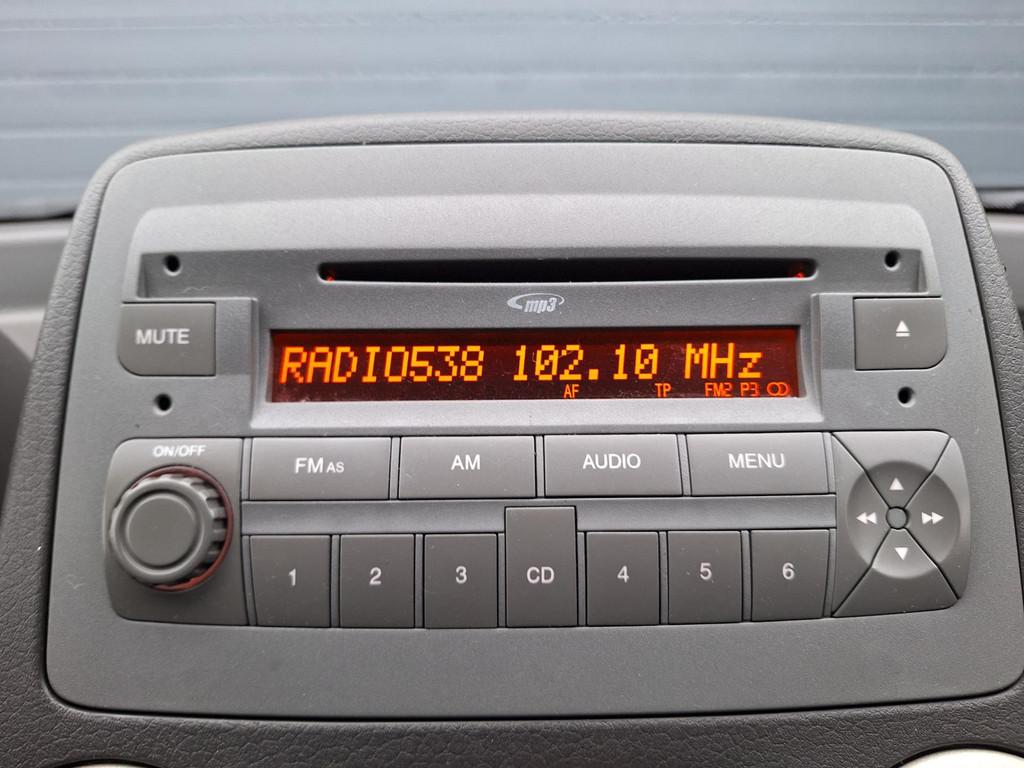 mp3
MUTE
RADIO538 102.10 MHz
AF TP FM2 P3
ON/OFF
FM AS AM AUDIO MENU
1 2 3 CD 4 5 6